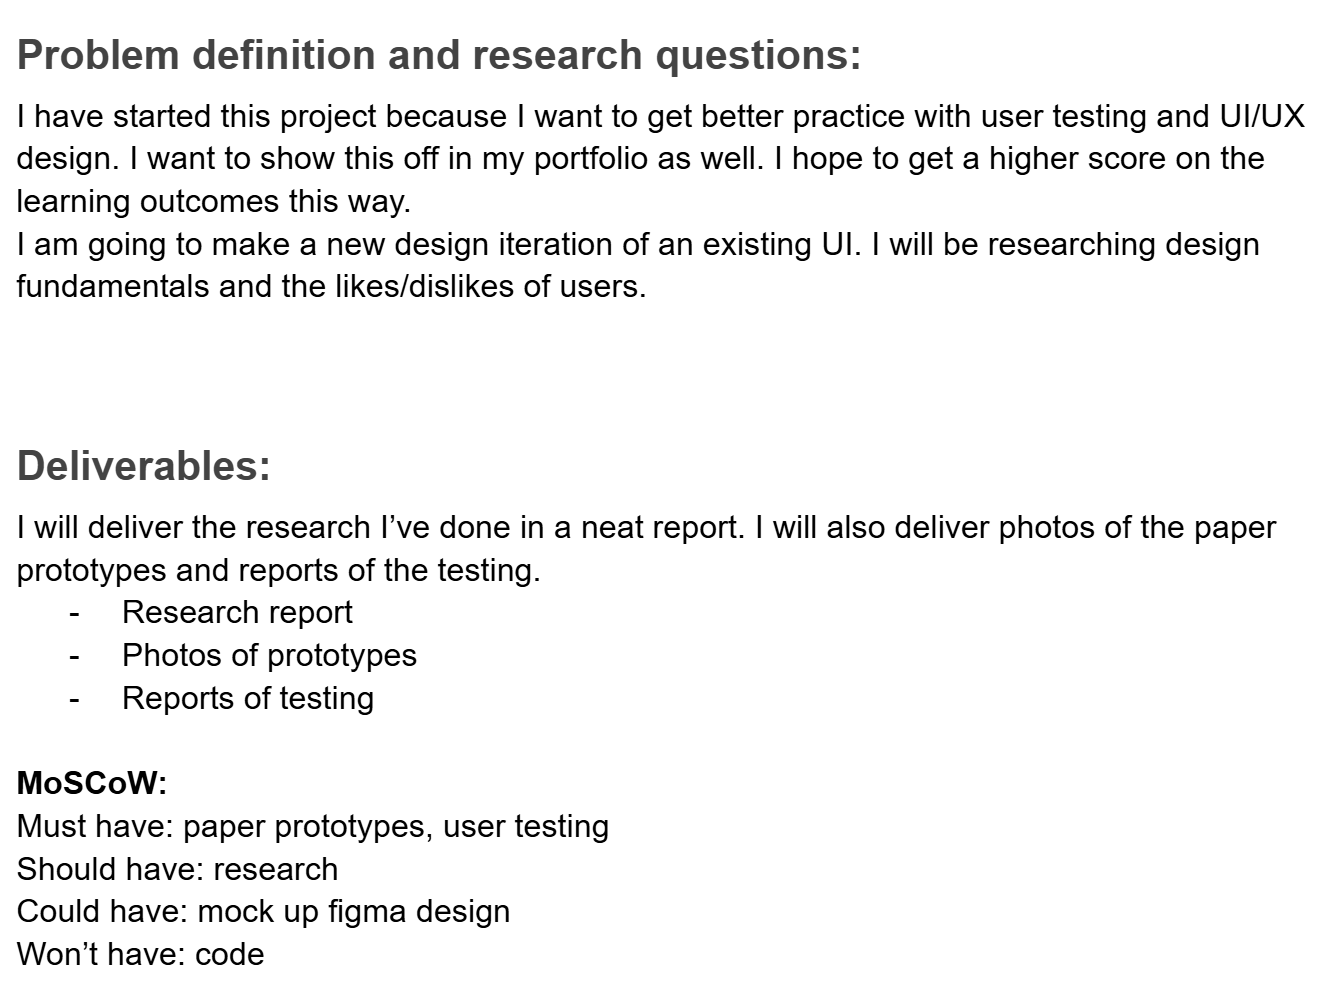 Problem definition and research questions:
I have started this project because I want to get better practice with user testing and UI/UX
design. I want to show this off in my portfolio as well. I hope to get a higher score on the
learning outcomes this way.
I am going to make a new design iteration of an existing UI. I will be researching design
fundamentals and the likes/dislikes of users.
Deliverables:
I will deliver the research I’ve done in a neat report. I will also deliver photos of the paper
prototypes and reports of the testing.
- Research report
- Photos of prototypes
- Reports of testing
MoSCoW:
Must have: paper prototypes, user testing
Should have: research
Could have: mock up figma design
Won’t have: code